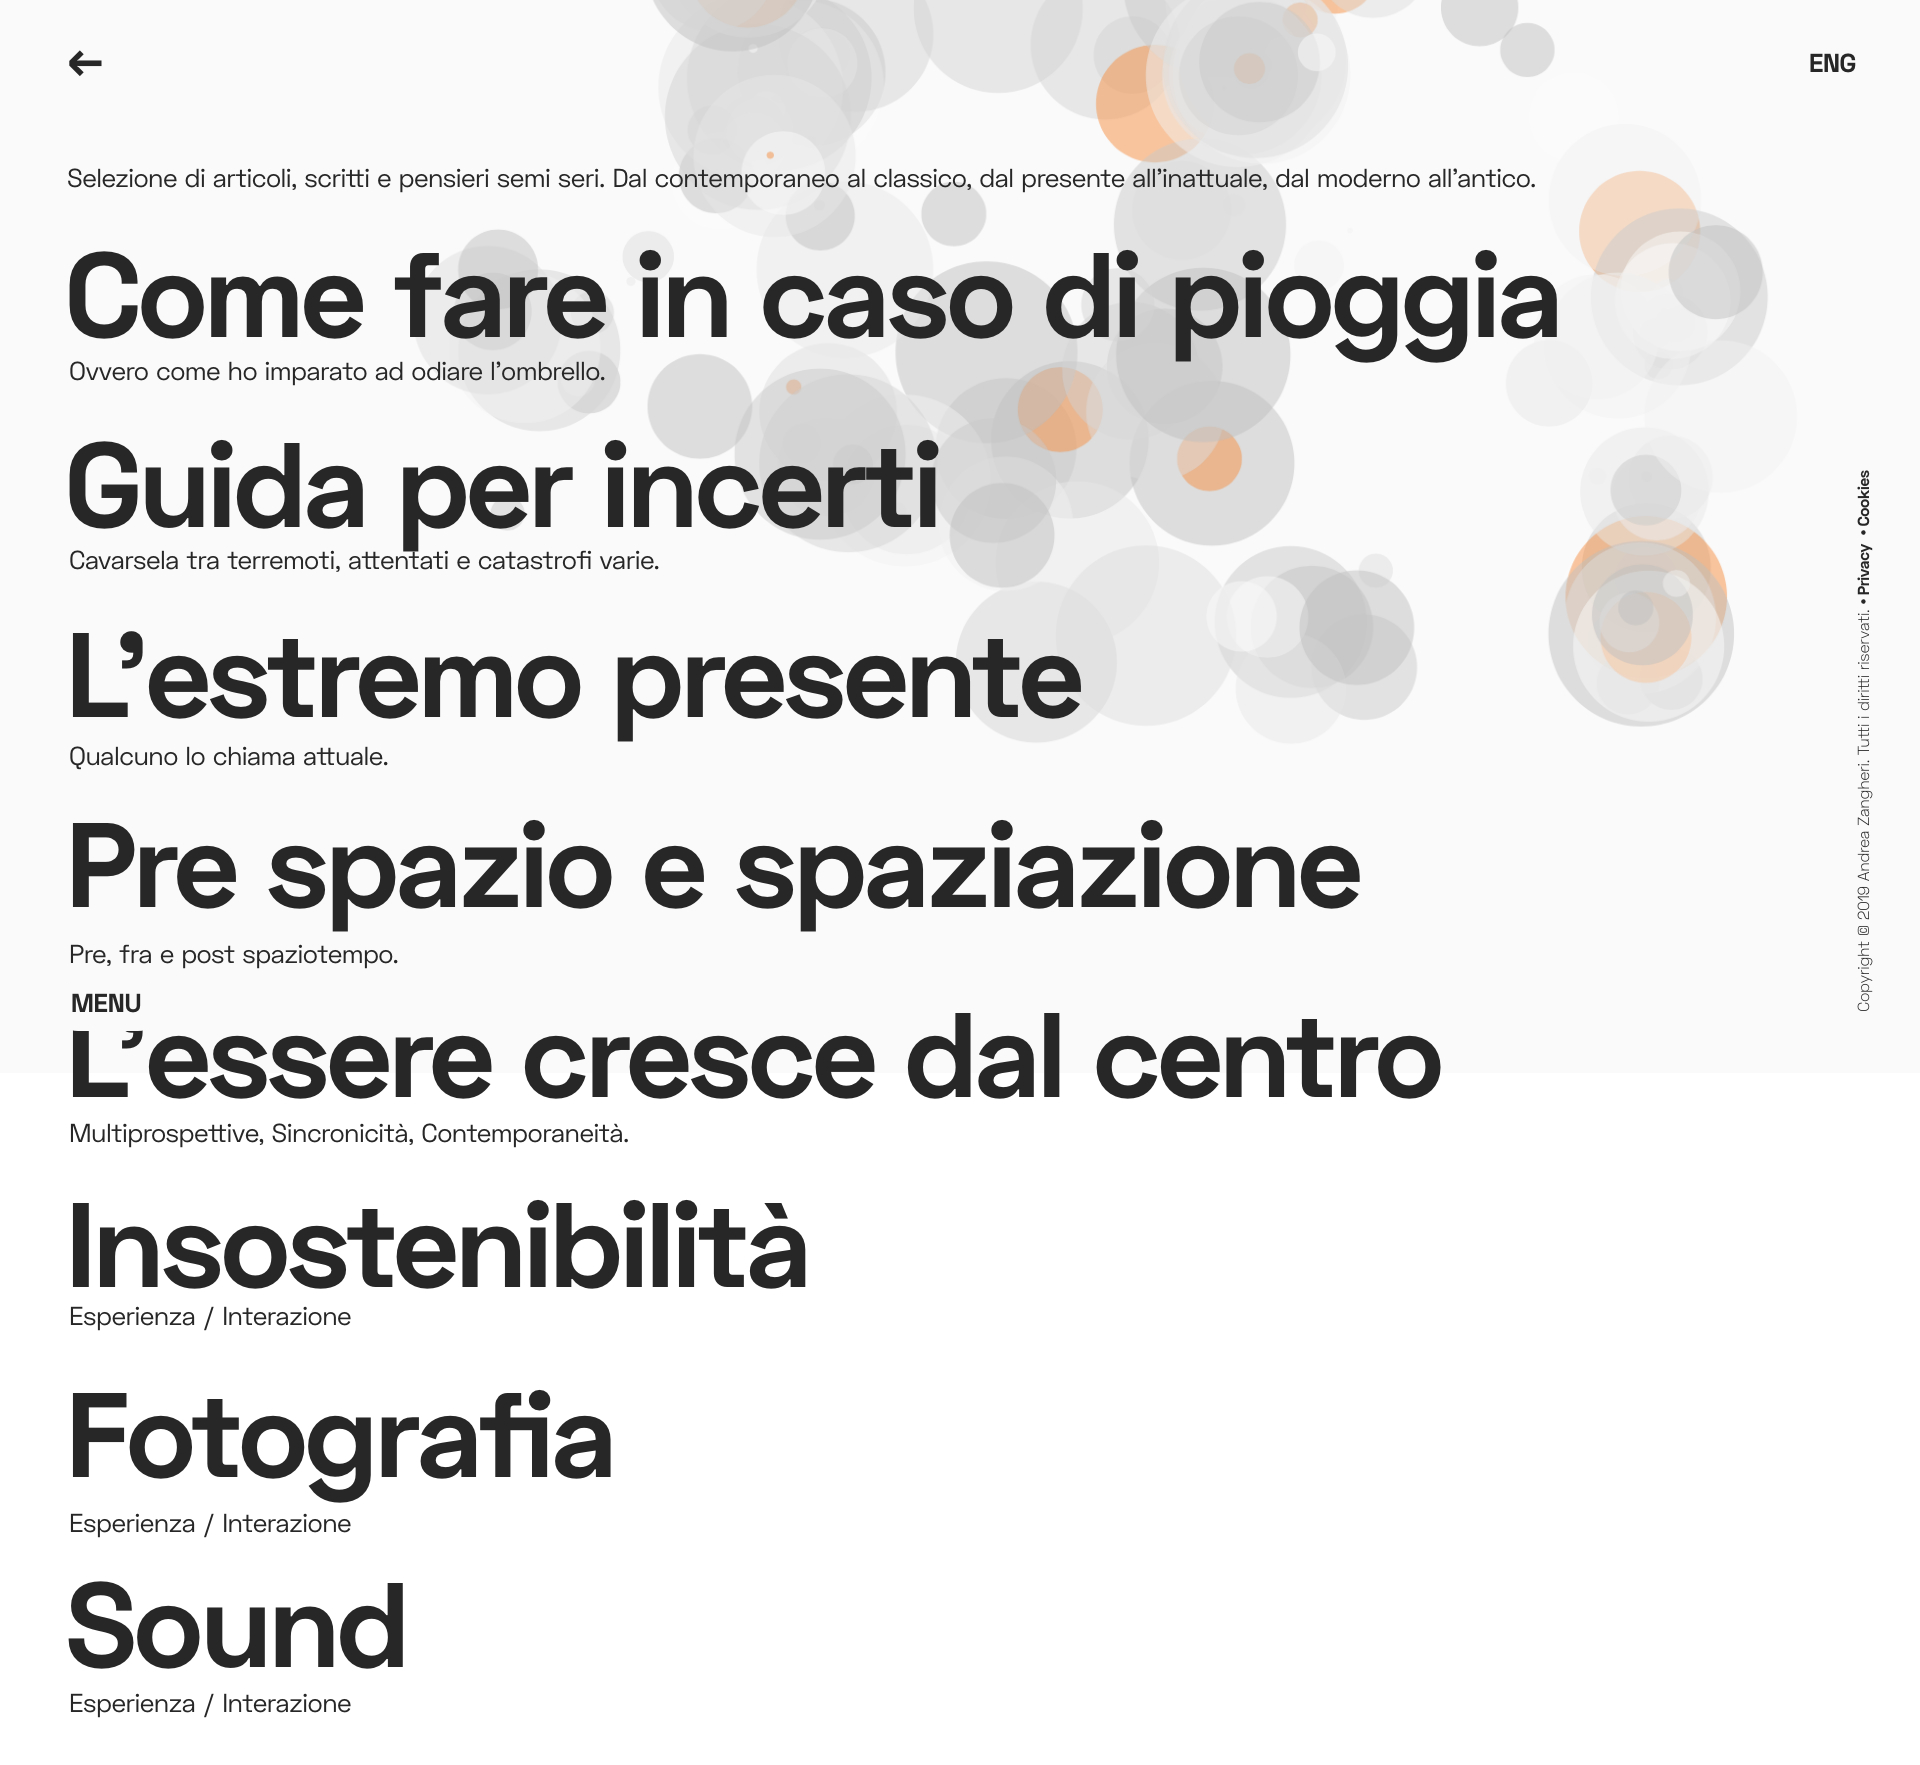 ENG
Selezione di articoli, scritti e pensieri semi seri. Dal contemporaneo al classico, dal presente all’inattuale, dal moderno all’antico.
Come fare in caso di pioggia
Ovvero come ho imparato ad odiare l’ombrello.
Guida per incerti
Cavarsela tra terremoti, attentati e catastrofi varie.
L’estremo presente
Qualcuno lo chiama attuale.
Pre spazio e spaziazione
Pre, fra e post spaziotempo.
MENU
L’essere cresce dal centro
Multiprospettive, Sincronicità, Contemporaneità.
Insostenibilità
Esperienza / Interazione
Fotografia
Esperienza / Interazione
Sound
Esperienza / Interazione
Copyright © 2019 Andrea Zangheri. Tutti i diritti riservati. • Privacy • Cookies